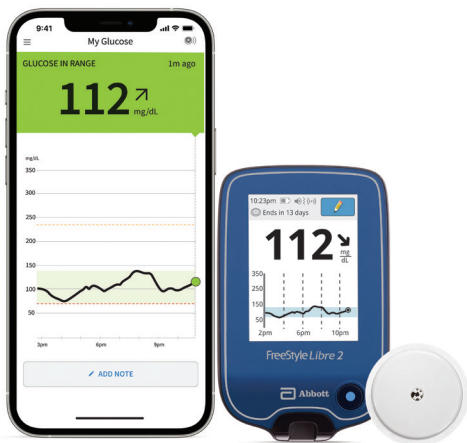 9:41
My Glucose
GLUCOSE IN RANGE
1m ago
112
mg/dL
mg/dL
350
300
250
200
150
100
50
3pm 6pm 9pm
ADD NOTE
10:23pm
Ends in 13 days
112
mg
dL
350
250
150
50
2pm 6pm 10pm
FreeStyle Libre 2
Abbott